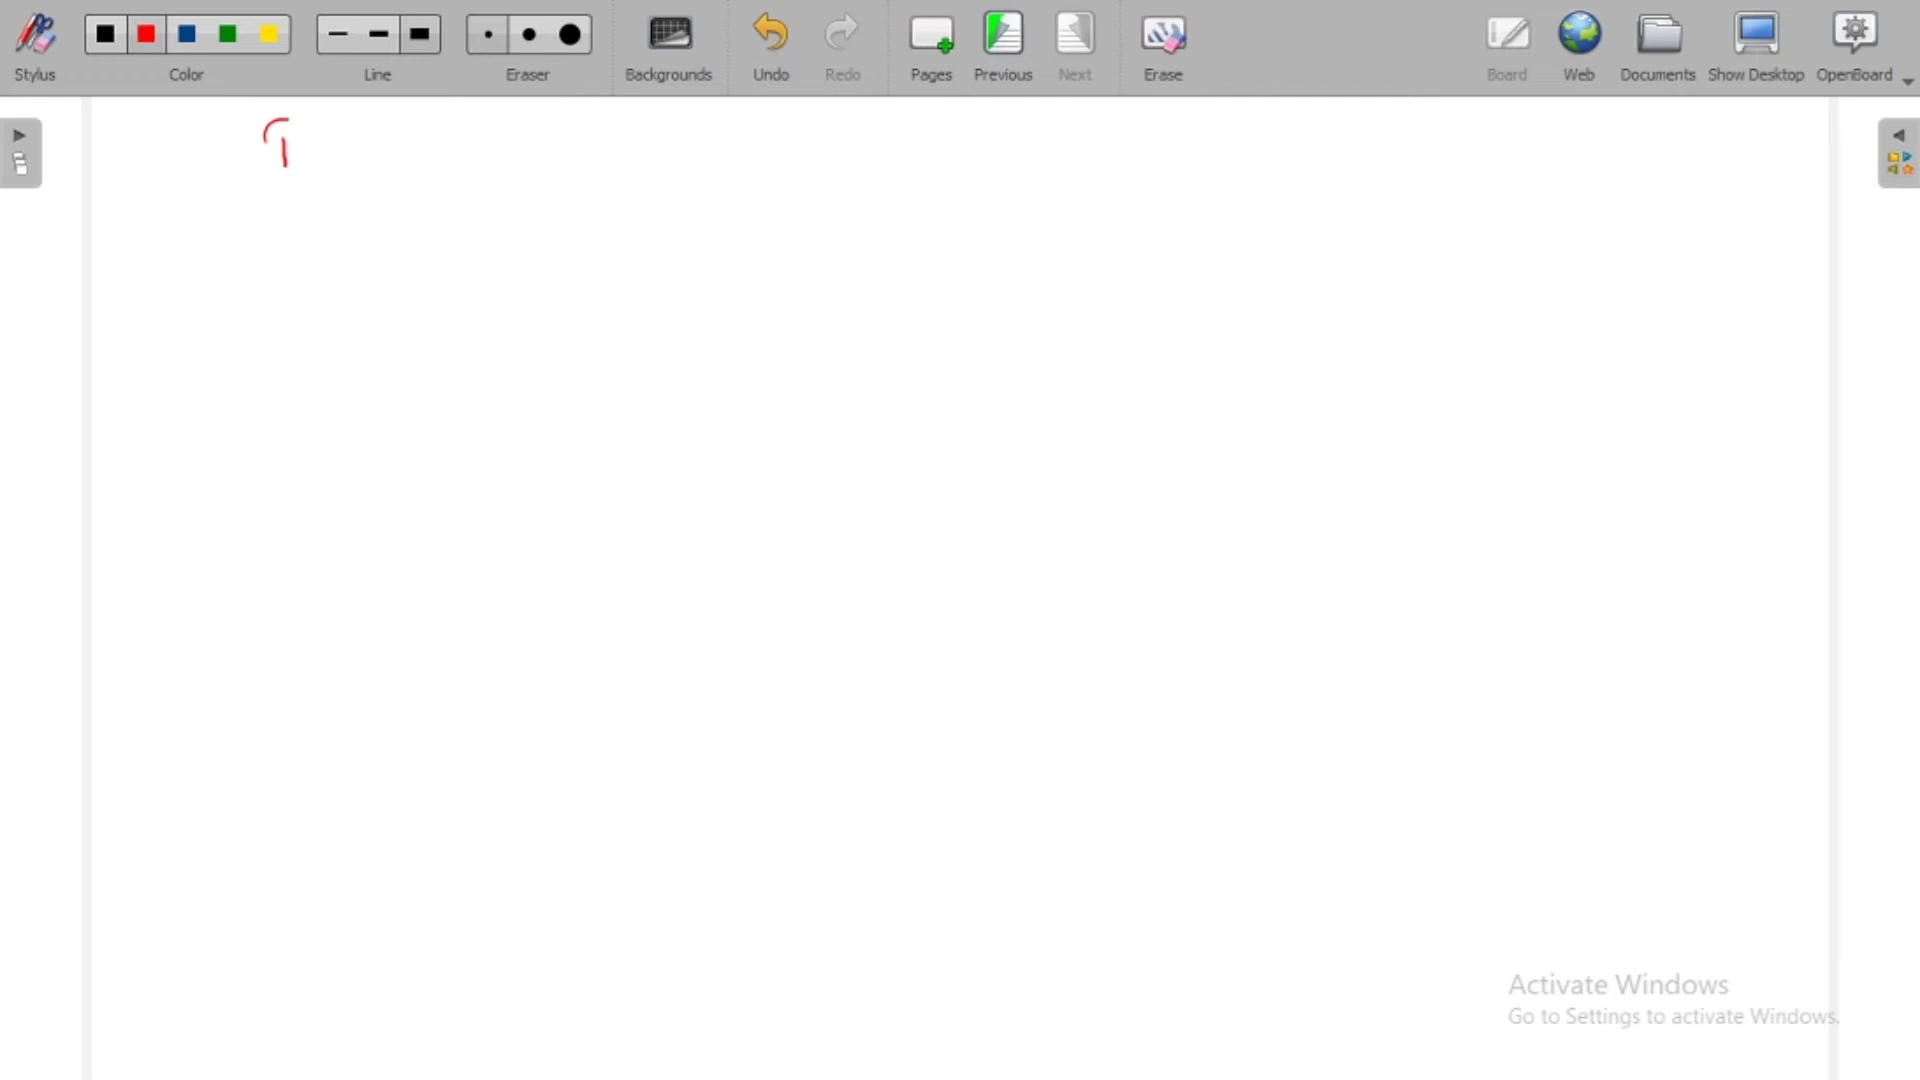 Stylus
Color
Line
Eraser
Backgrounds
Undo
Redo
Pages
Previous
Next
Erase
Board
Web
Documents
Show Desktop
OpenBoard
Activate Windows
Go to Settings to activate Windows.